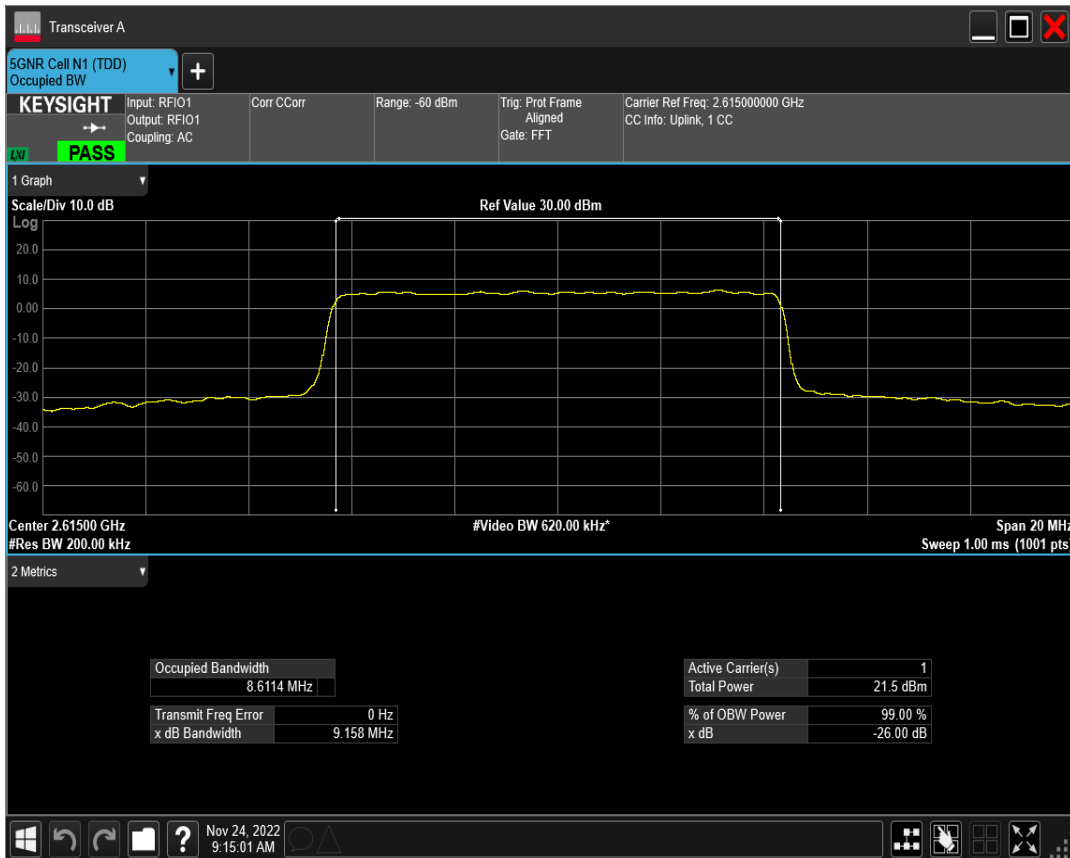 Transceiver A
5GNR Cell N1 (TDD)
Occupied BW
KEYSIGHT
LXI
PASS
Input: RFIO1
Output: RFIO1
Coupling: AC
Corr CCorr
Range: -60 dBm
Trig: Prot Frame
Aligned
Gate: FFT
Carrier Ref Freq: 2.615000000 GHz
CC Info: Uplink, 1 CC
1 Graph
Scale/Div 10.0 dB
Ref Value 30.00 dBm
Log
20.0
10.0
0.00
-10.0
-20.0
-30.0
-40.0
-50.0
-60.0
Center 2.61500 GHz
#Video BW 620.00 kHz*
Span 20 MHz
#Res BW 200.00 kHz
Sweep 1.00 ms (1001 pts)
2 Metrics
Occupied Bandwidth
8.6114 MHz
Transmit Freq Error 0 Hz
x dB Bandwidth 9.158 MHz
Active Carrier(s) 1
Total Power 21.5 dBm
% of OBW Power 99.00 %
x dB -26.00 dB
?
Nov 24, 2022
9:15:01 AM